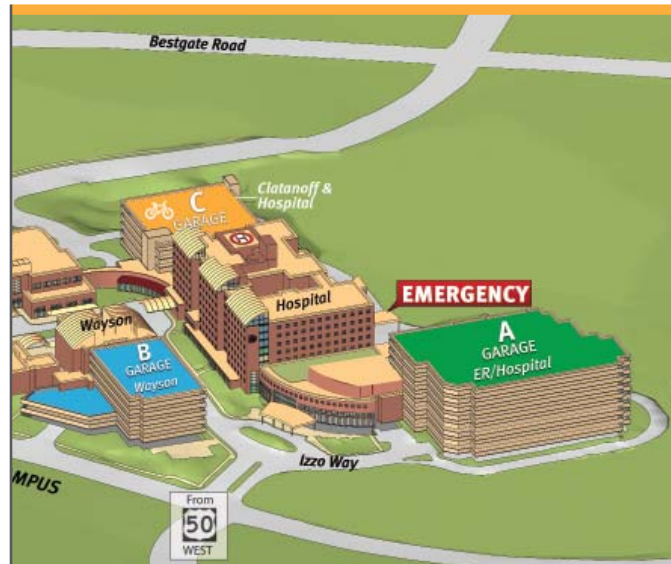 Bestgate Road
Clatanoff &
Hospital
C
GARAGE
H
Hospital
EMERGENCY
Wayson
A
GARAGE
ER/Hospital
B
GARAGE
Wayson
Izzo Way
MPUS
From
50
WEST